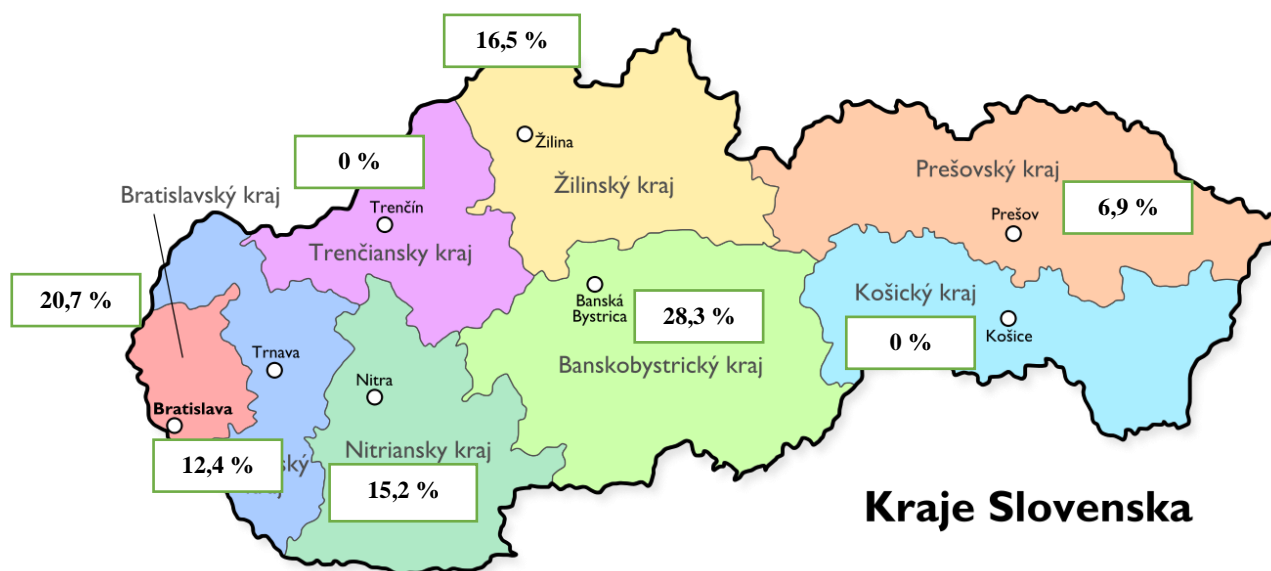 16,5 %
Žilina
0 %
Žilinský kraj
Prešovský kraj
Bratislavský kraj
Trenčín
6,9 %
Prešov
Trenčiansky kraj
20,7 %
Banská
Bystrica
Košický kraj
28,3 %
0 %
Košice
Trnava
Banskobystrický kraj
Nitra
Bratislava
Nitriansky kraj
12,4 %
15,2 %
Kraje Slovenska